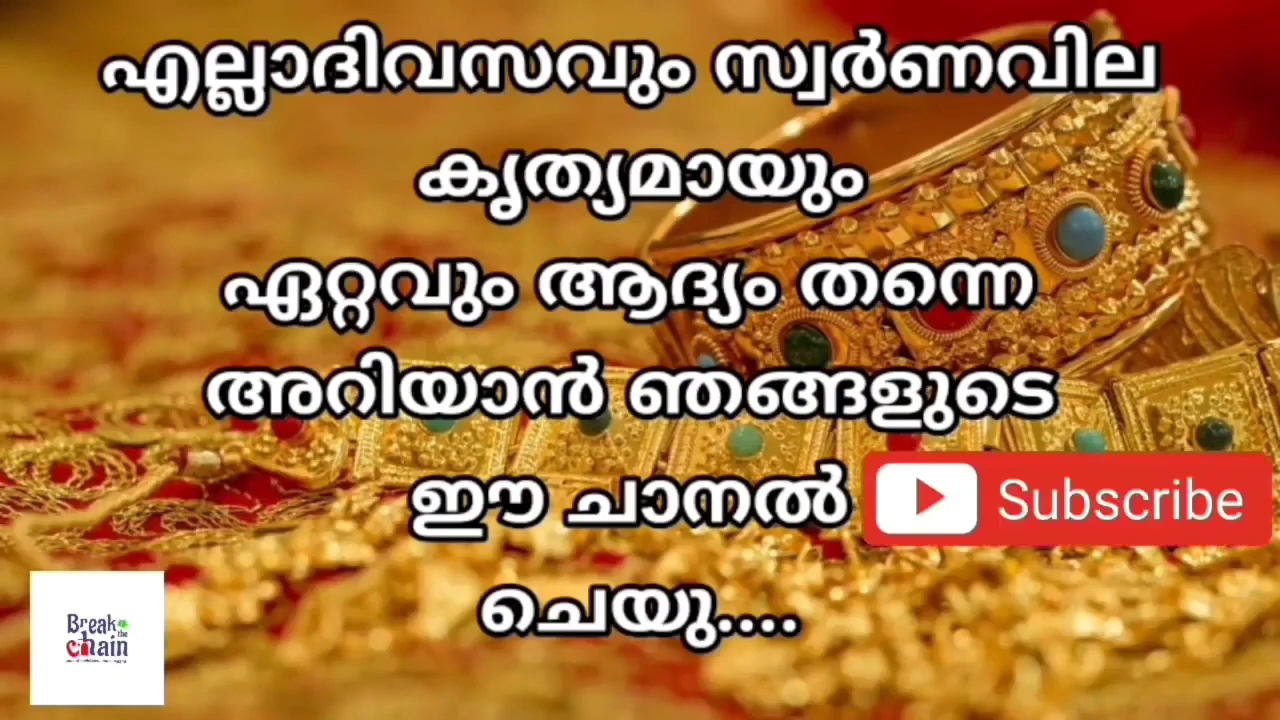 എല്ലാദിവസവും സ്വർണവില
കൃത്യമായും
ഏറ്റവും ആദ്യം തന്നെ
അറിയാൻ ഞങ്ങളുടെ
ഈ ചാനൽ Subscribe
ചെയു....
Break the
chain